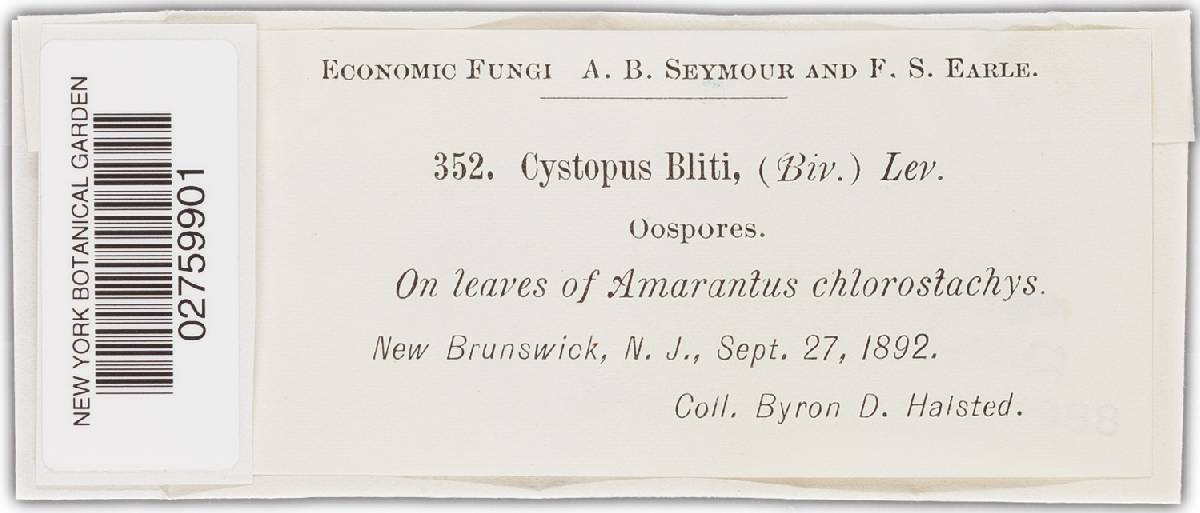 NEW YORK BOTANICAL GARDEN
02759901
ECONOMIC FUNGI A. B. SEYMOUR AND F. S. EARLE.
352. Cystopus Bliti, (Biv.) Lev.
Oospores.
On leaves of Amarantus chlorostachys.
New Brunswick, N. J., Sept. 27, 1892.
Coll. Byron D. Halsted.